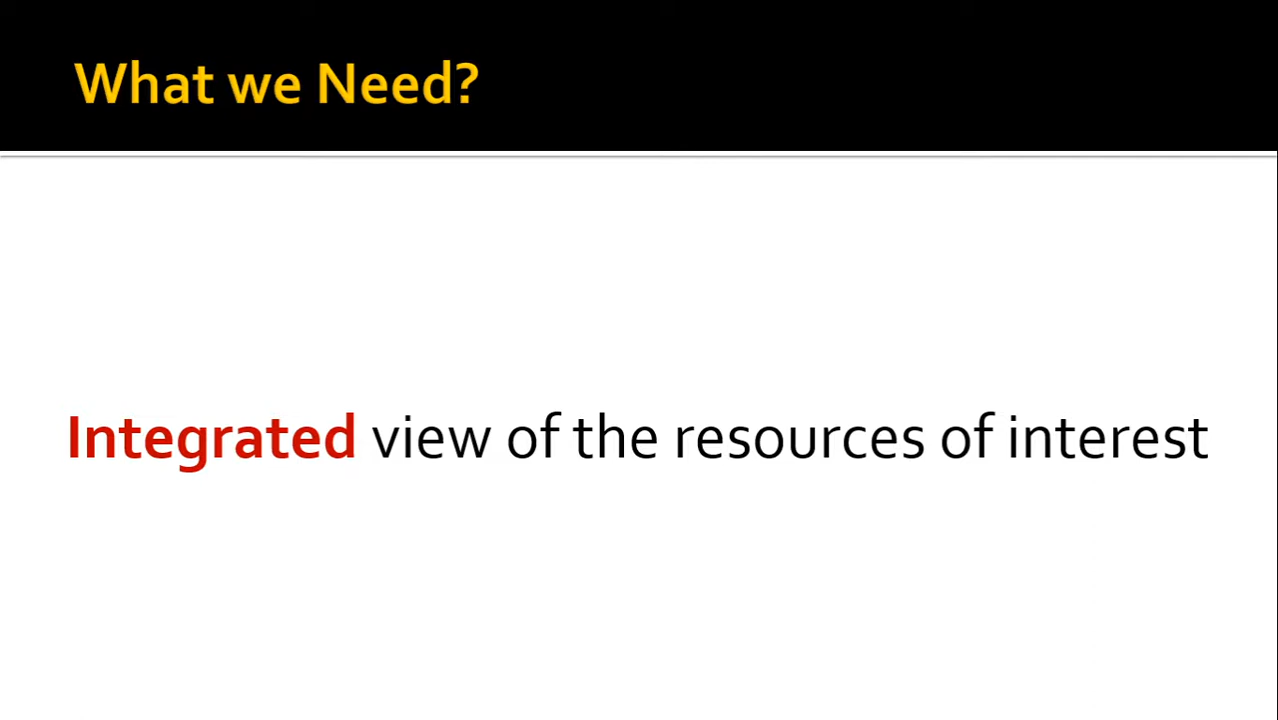 What we Need?
Integrated view of the resources of interest